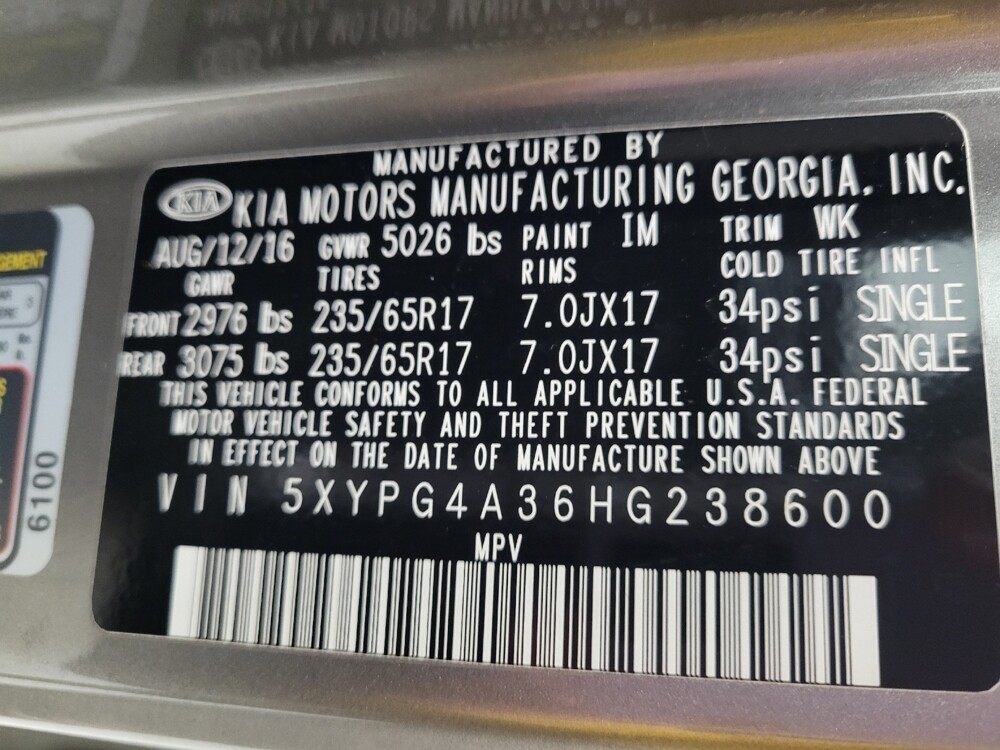 MANUFACTURED BY
KIA KIA MOTORS MANUFACTURING GEORGIA, INC.
AUG/12/16 GVWR 5026 lbs PAINT IM TRIM WK
GAWR TIRES RIMS COLD TIRE INFL
FRONT 2976 lbs 235/65R17 7.0JX17 34psi SINGLE
REAR 3075 lbs 235/65R17 7.0JX17 34psi SINGLE
THIS VEHICLE CONFORMS TO ALL APPLICABLE U.S.A. FEDERAL
MOTOR VEHICLE SAFETY AND THEFT PREVENTION STANDARDS
IN EFFECT ON THE DATE OF MANUFACTURE SHOWN ABOVE
VIN 5XYPG4A36HG238600
MPV
6100